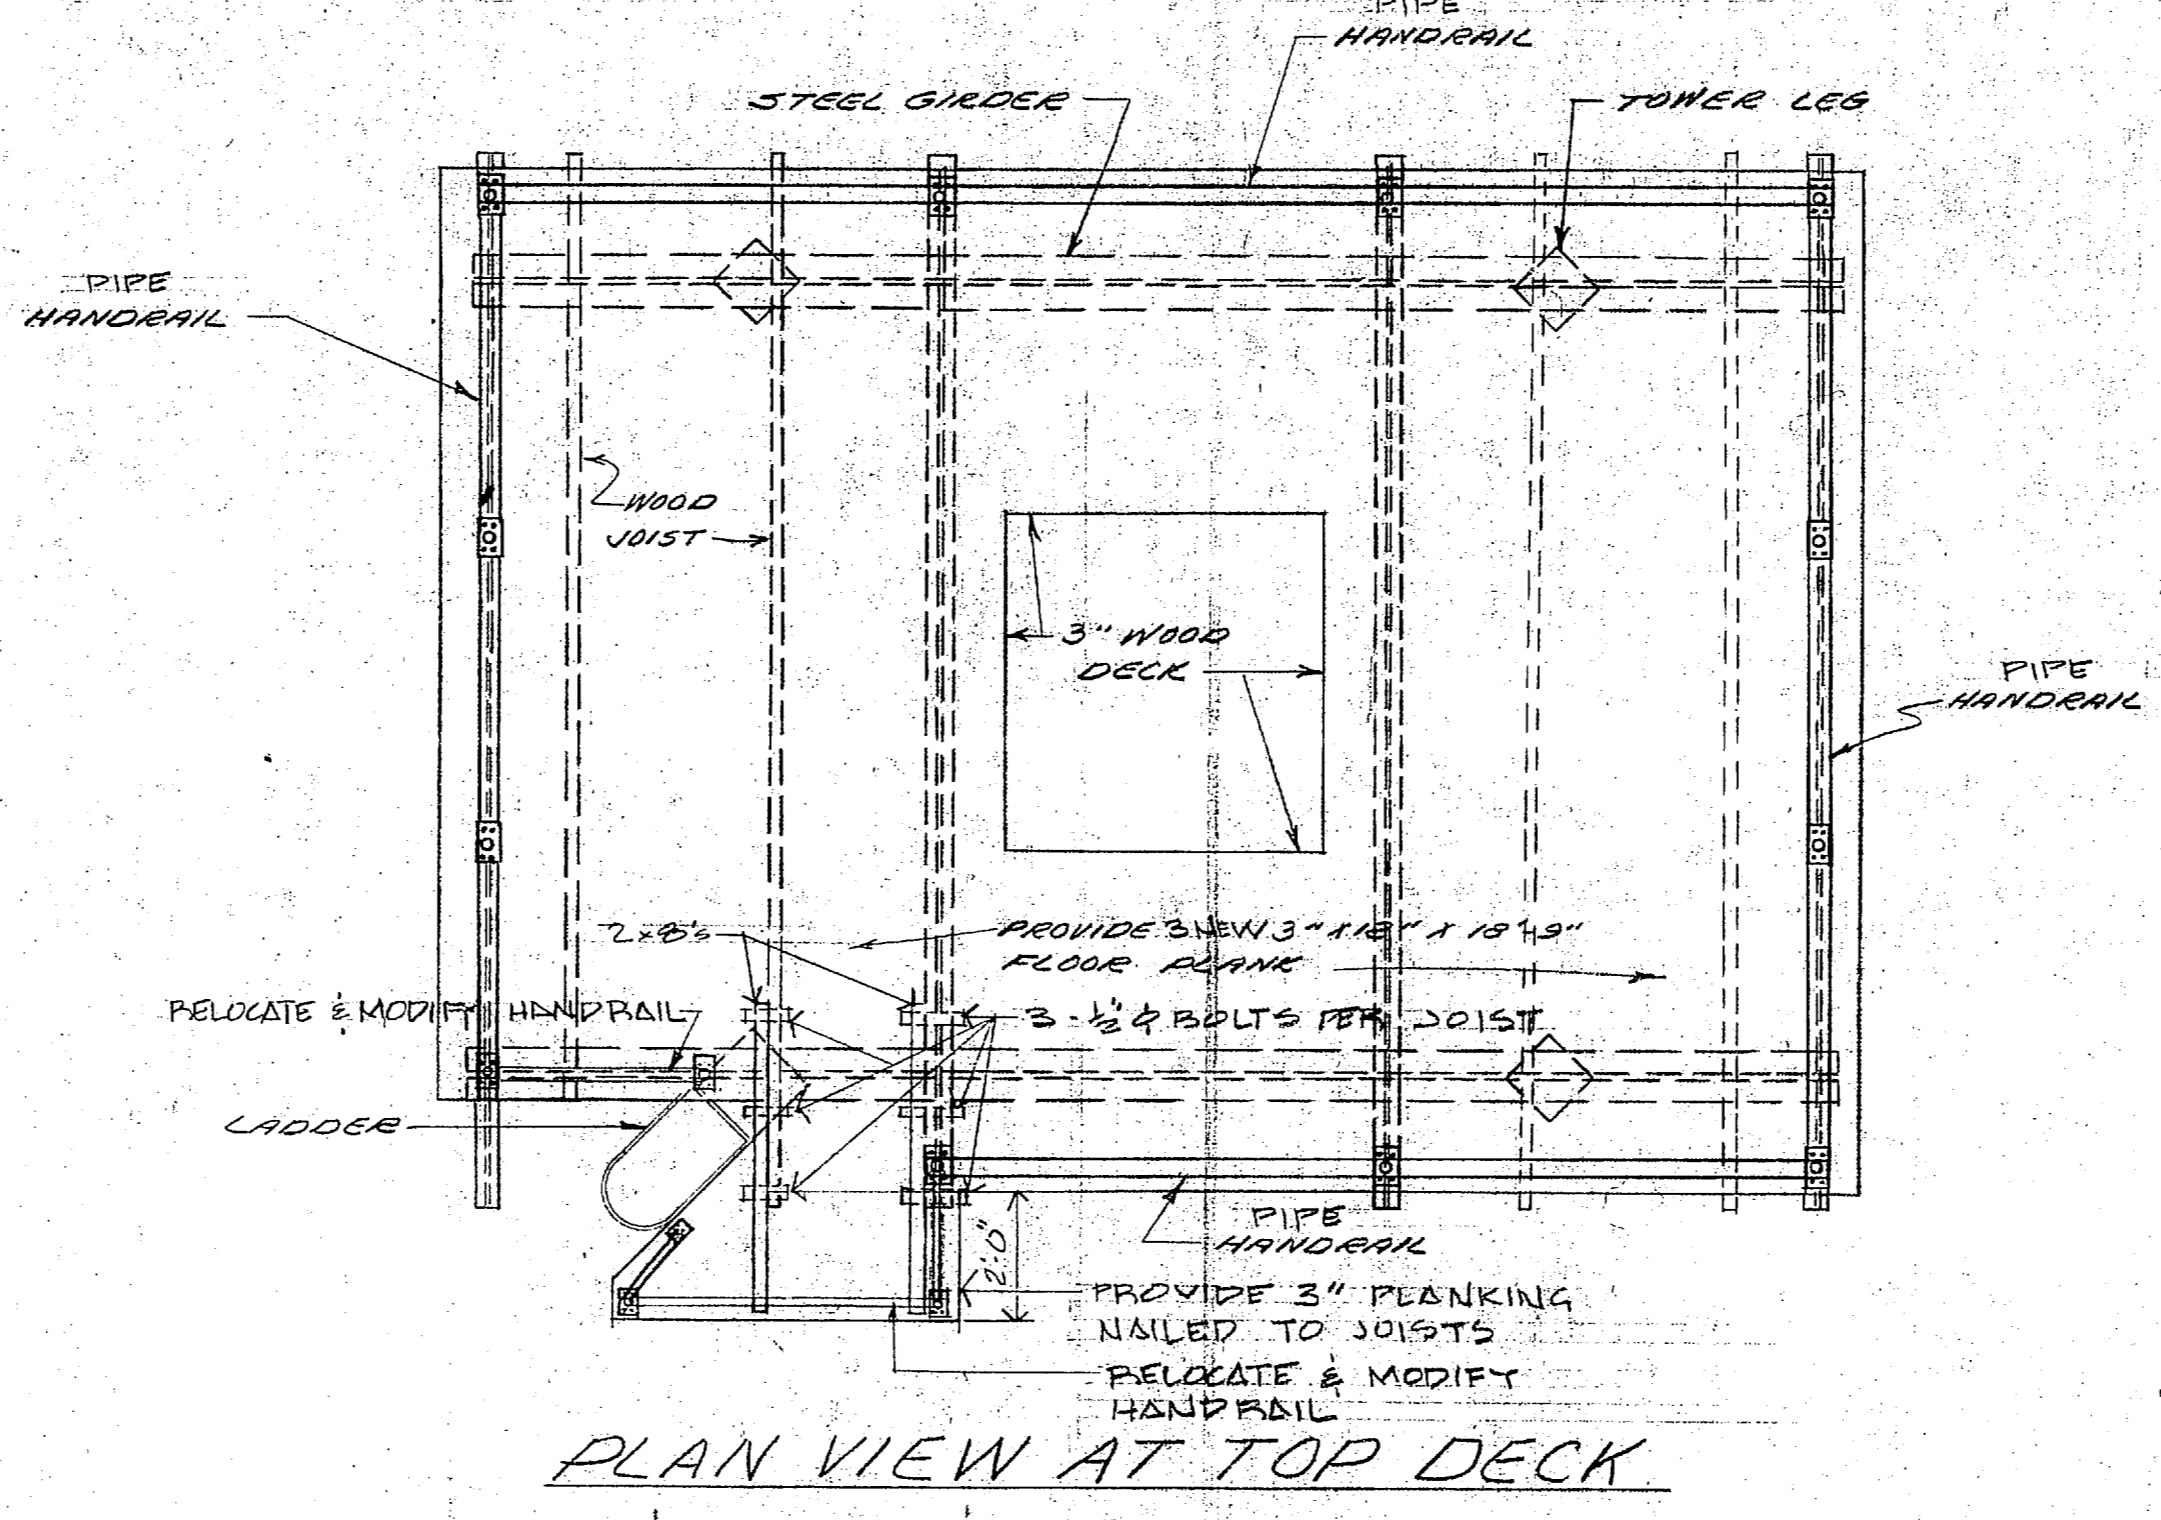 PIPE
HANDRAIL
STEEL GIRDER
TOWER LEG
PIPE
HANDRAIL
WOOD
JOIST
3" WOOD
DECK
PIPE
HANDRAIL
2x8's
PROVIDE 3 NEW 3" X 12" X 18'-9"
FLOOR PLANK
RELOCATE & MODIFY HANDRAIL
3 - ½" ϕ BOLTS PER JOIST
LADDER
PIPE
HANDRAIL
2'-0"
PROVIDE 3" PLANKING
NAILED TO JOISTS
RELOCATE & MODIFY
HANDRAIL
PLAN VIEW AT TOP DECK